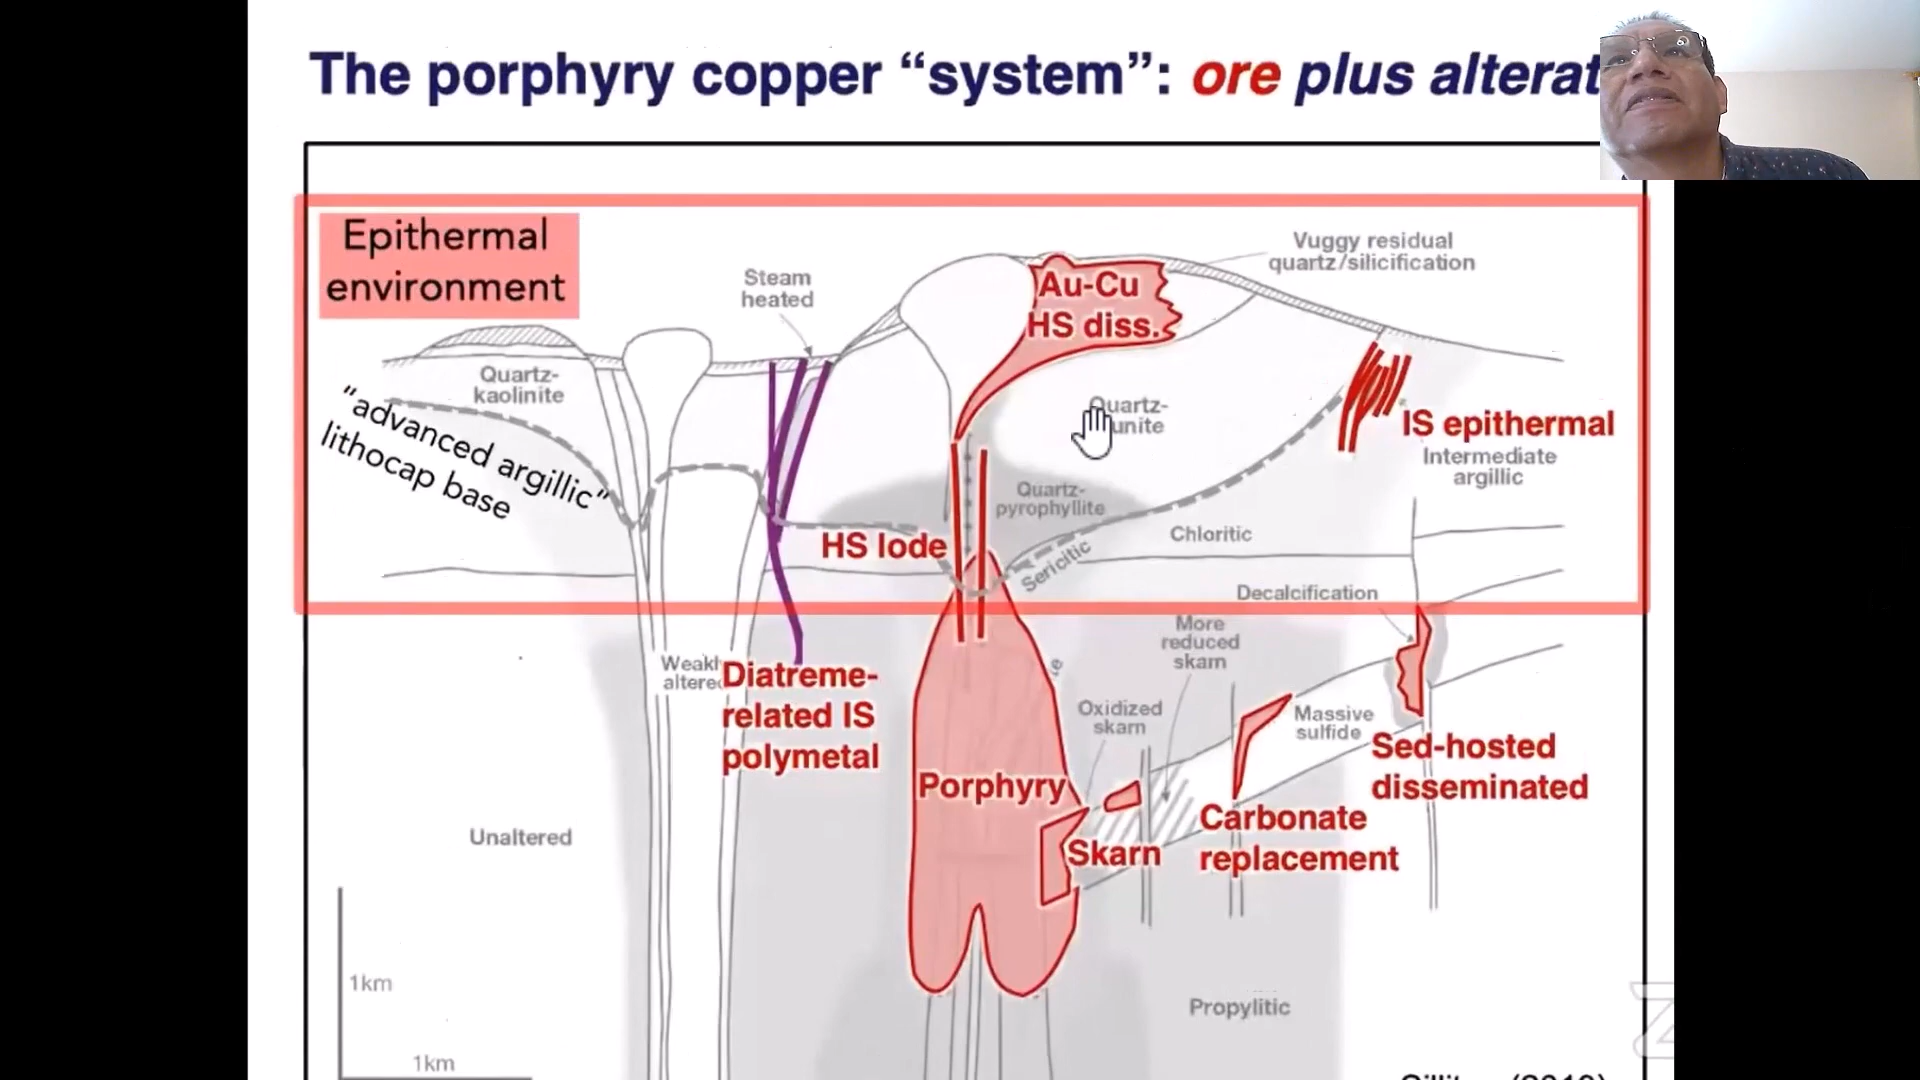 The porphyry copper “system”: ore plus alterat
Epithermal
environment
Steam
heated
Vuggy residual
quartz/silicification
Au-Cu
HS diss.
Quartz-
kaolinite
“advanced argillic”
lithocap base
Quartz-
unite
IS epithermal
Intermediate
argillic
Quartz-
pyrophyllite
HS lode
Sericitic
Chloritic
Decalcification
More
reduced
skarn
Diatreme-
related IS
polymetal
Oxidized
skarn
Massive
sulfide
Sed-hosted
disseminated
Porphyry
Skarn
Carbonate
replacement
Unaltered
1km
1km
Propylitic